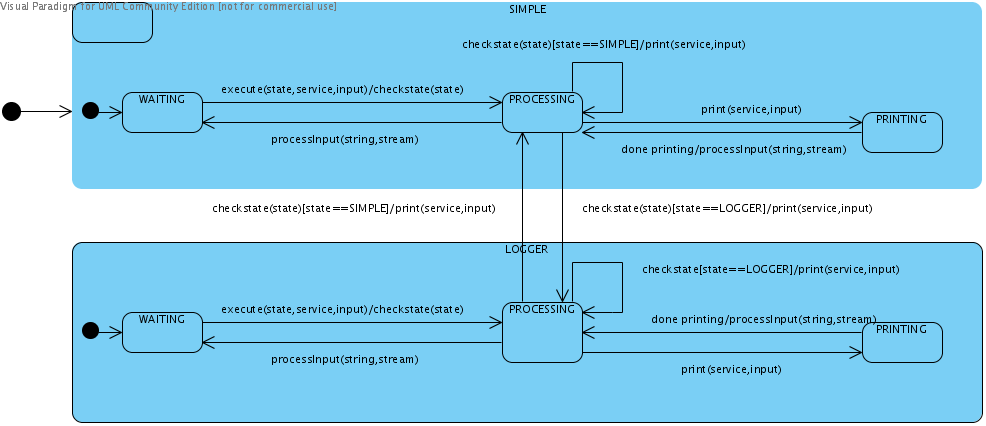 Visual Paradigm for UML Community Edition [not for commercial use]
SIMPLE
checkstate(state)[state==SIMPLE]/print(service,input)
WAITING
execute(state,service,input)/checkstate(state)
PROCESSING
print(service,input)
PRINTING
processInput(string,stream)
done printing/processInput(string,stream)
checkstate(state)[state==SIMPLE]/print(service,input)
checkstate(state)[state==LOGGER]/print(service,input)
LOGGER
checkstate[state==LOGGER]/print(service,input)
WAITING
execute(state,service,input)/checkstate(state)
PROCESSING
done printing/processInput(string,stream)
PRINTING
processInput(string,stream)
print(service,input)